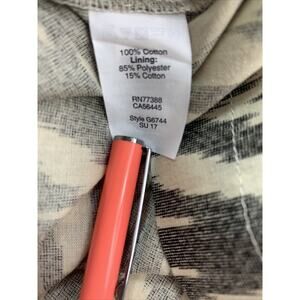 100% Cotton
Lining:
85% Polyester
15% Cotton
RN77388
CA56445
Style G6744
SU 17